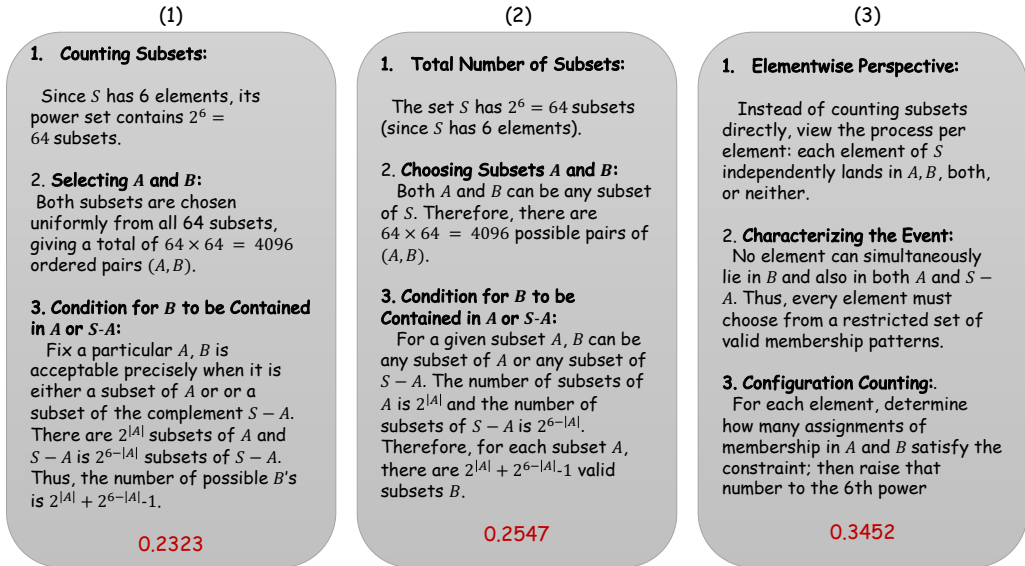 (1)
1. Counting Subsets:
Since S has 6 elements, its
power set contains 2⁶ =
64 subsets.
2. Selecting A and B:
Both subsets are chosen
uniformly from all 64 subsets,
giving a total of 64 × 64 = 4096
ordered pairs (A, B).
3. Condition for B to be Contained
in A or S-A:
Fix a particular A, B is
acceptable precisely when it is
either a subset of A or or a
subset of the complement S − A.
There are 2^|A| subsets of A and
S − A is 2^(6−|A|) subsets of S − A.
Thus, the number of possible B's
is 2^|A| + 2^(6−|A|)-1.
0.2323
(2)
1. Total Number of Subsets:
The set S has 2⁶ = 64 subsets
(since S has 6 elements).
2. Choosing Subsets A and B:
Both A and B can be any subset
of S. Therefore, there are
64 × 64 = 4096 possible pairs of
(A, B).
3. Condition for B to be
Contained in A or S-A:
For a given subset A, B can be
any subset of A or any subset of
S − A. The number of subsets of
A is 2^|A| and the number of
subsets of S − A is 2^(6−|A|).
Therefore, for each subset A,
there are 2^|A| + 2^(6−|A|)-1 valid
subsets B.
0.2547
(3)
1. Elementwise Perspective:
Instead of counting subsets
directly, view the process per
element: each element of S
independently lands in A, B, both,
or neither.
2. Characterizing the Event:
No element can simultaneously
lie in B and also in both A and S −
A. Thus, every element must
choose from a restricted set of
valid membership patterns.
3. Configuration Counting:.
For each element, determine
how many assignments of
membership in A and B satisfy the
constraint; then raise that
number to the 6th power
0.3452